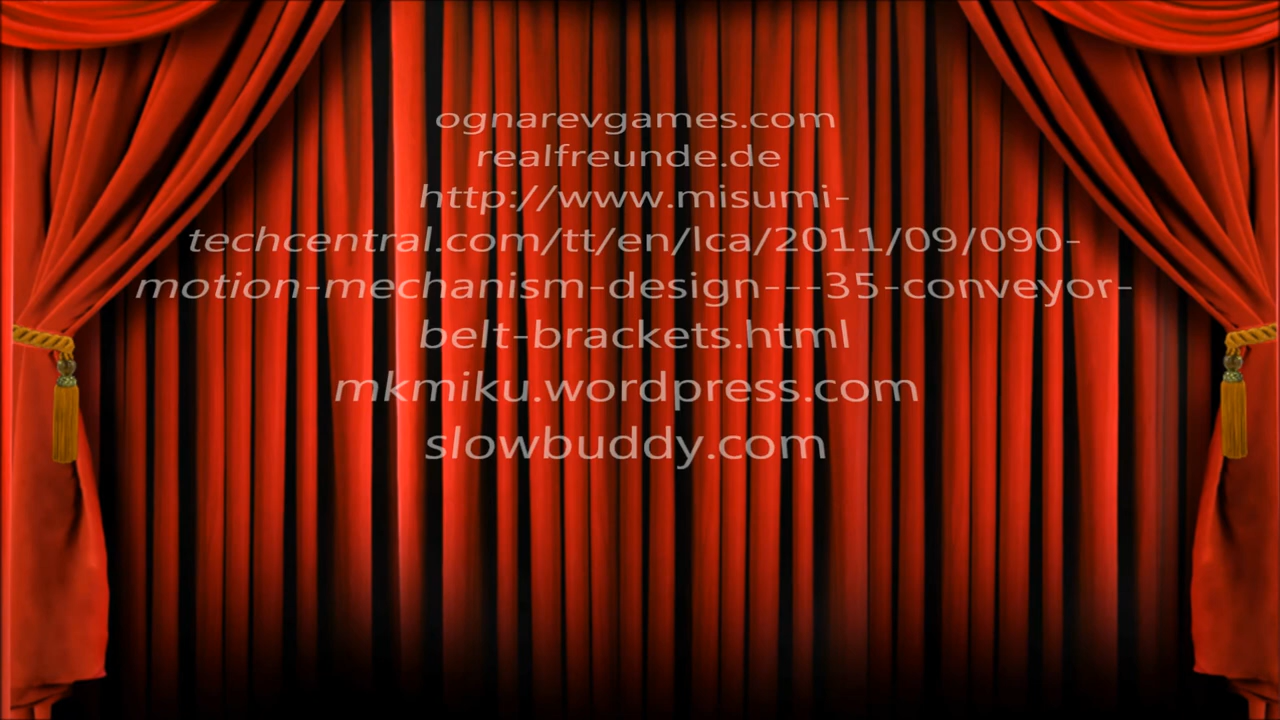 ognarevgames.com
realfreunde.de
http://www.misumi-
techcentral.com/tt/en/lca/2011/09/090-
motion-mechanism-design---35-conveyor-
belt-brackets.html
mkmiku.wordpress.com
slowbuddy.com